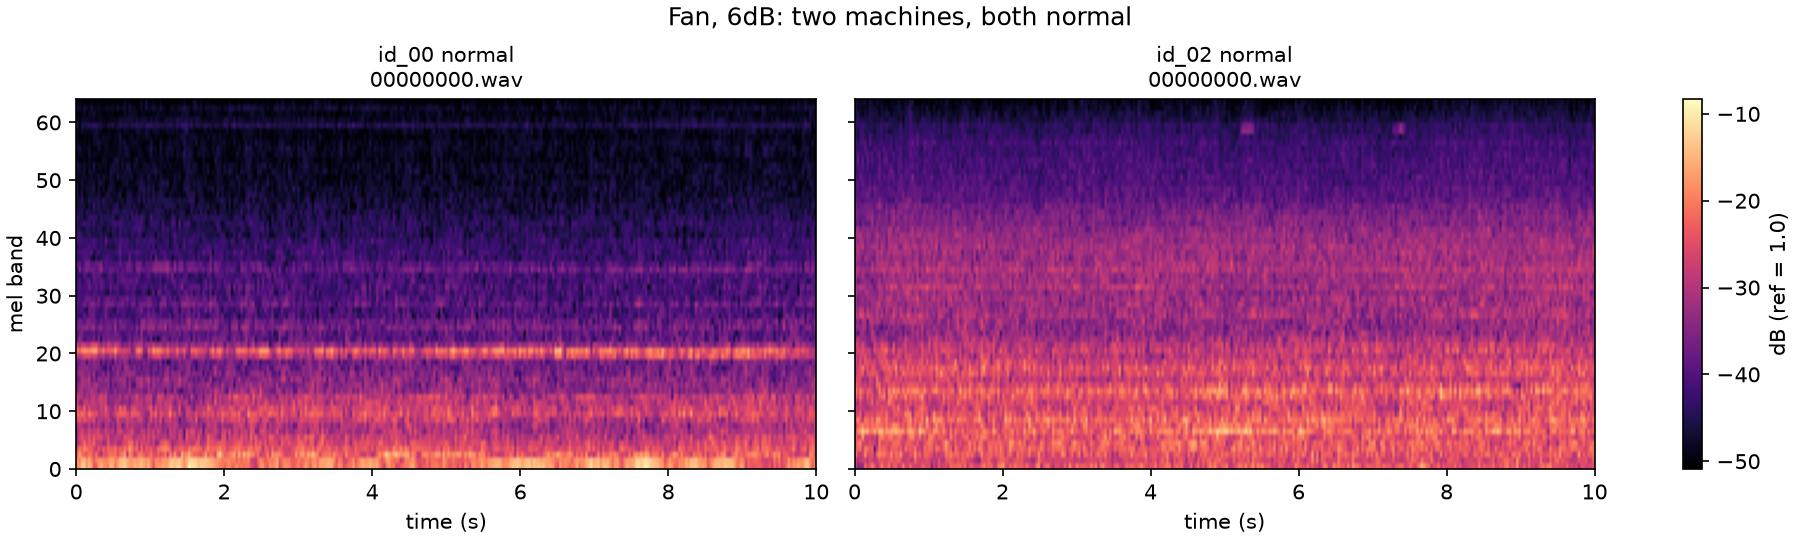 Fan, 6dB: two machines, both normal
id_00 normal
00000000.wav
id_02 normal
00000000.wav
mel band
60
50
40
30
20
10
0
0 2 4 6 8 10
time (s)
0 2 4 6 8 10
time (s)
−10
−20
−30
−40
−50
dB (ref = 1.0)